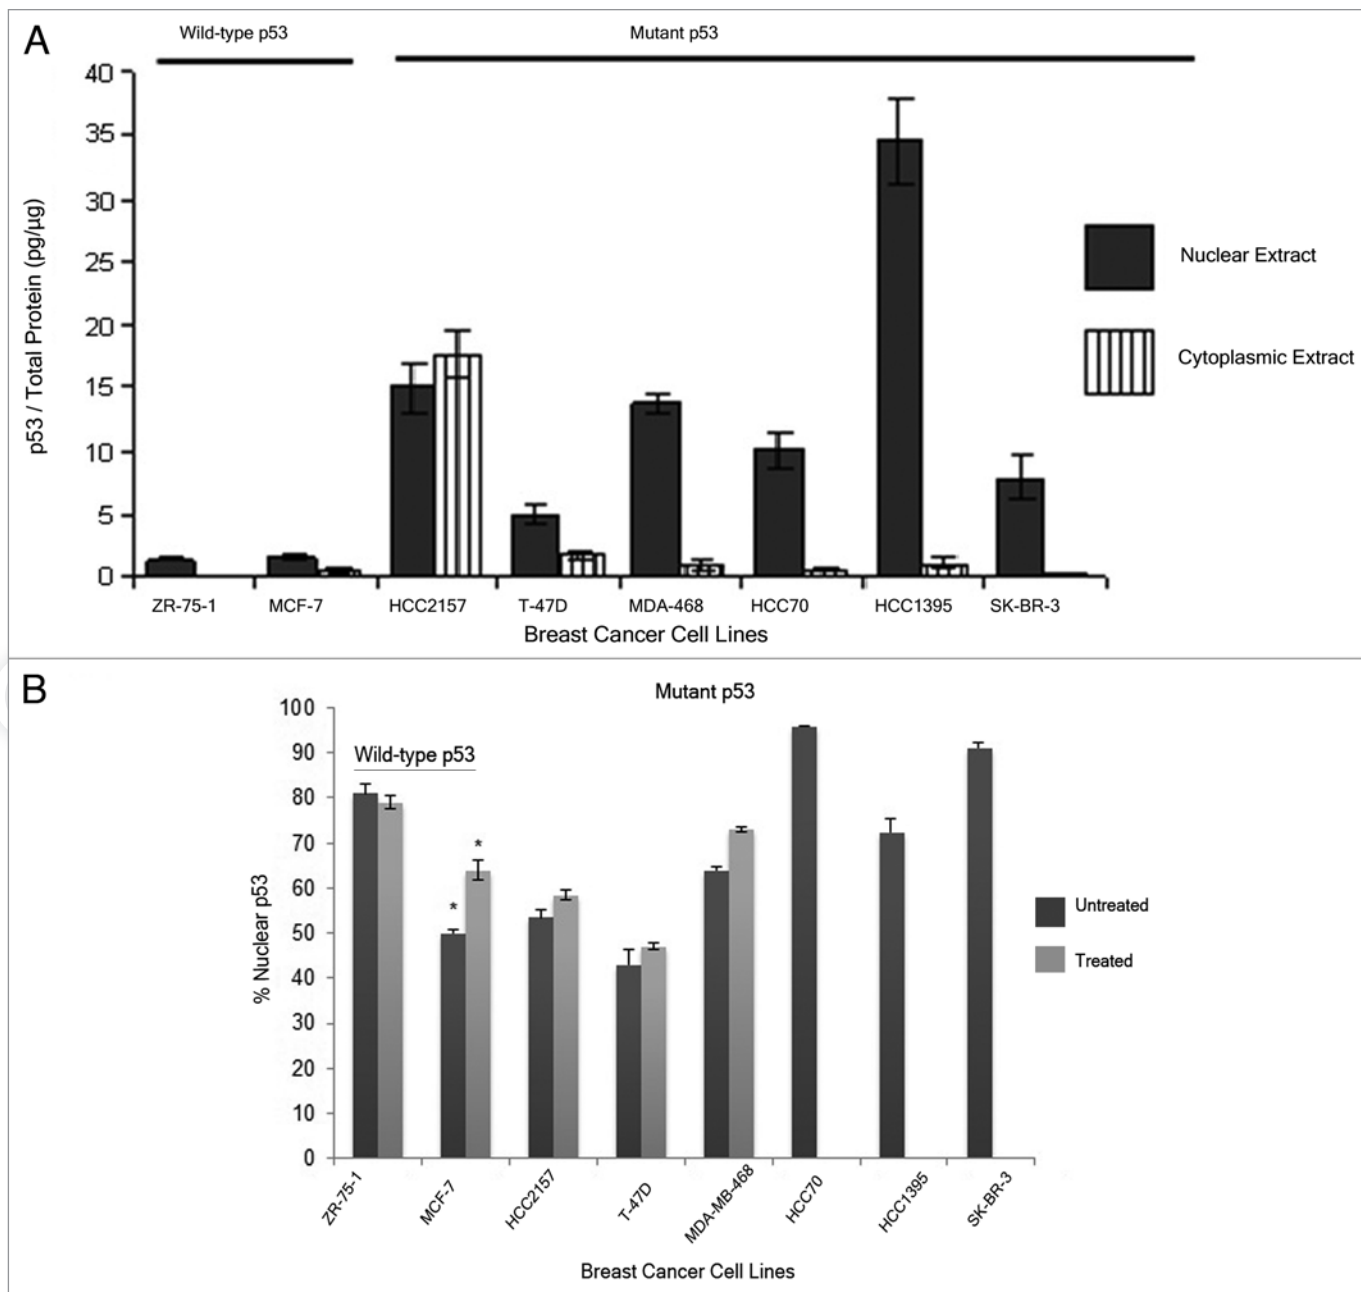 A
Wild-type p53
Mutant p53
40
35
30
25
20
15
10
5
0
p53 / Total Protein (pg/µg)
Nuclear Extract
Cytoplasmic Extract
ZR-75-1 MCF-7 HCC2157 T-47D MDA-468 HCC70 HCC1395 SK-BR-3
Breast Cancer Cell Lines
B
Mutant p53
Wild-type p53
100
90
80
70
60
50
40
30
20
10
0
% Nuclear p53
*
*
Untreated
Treated
ZR-75-1 MCF-7 HCC2157 T-47D MDA-MB-468 HCC70 HCC1395 SK-BR-3
Breast Cancer Cell Lines